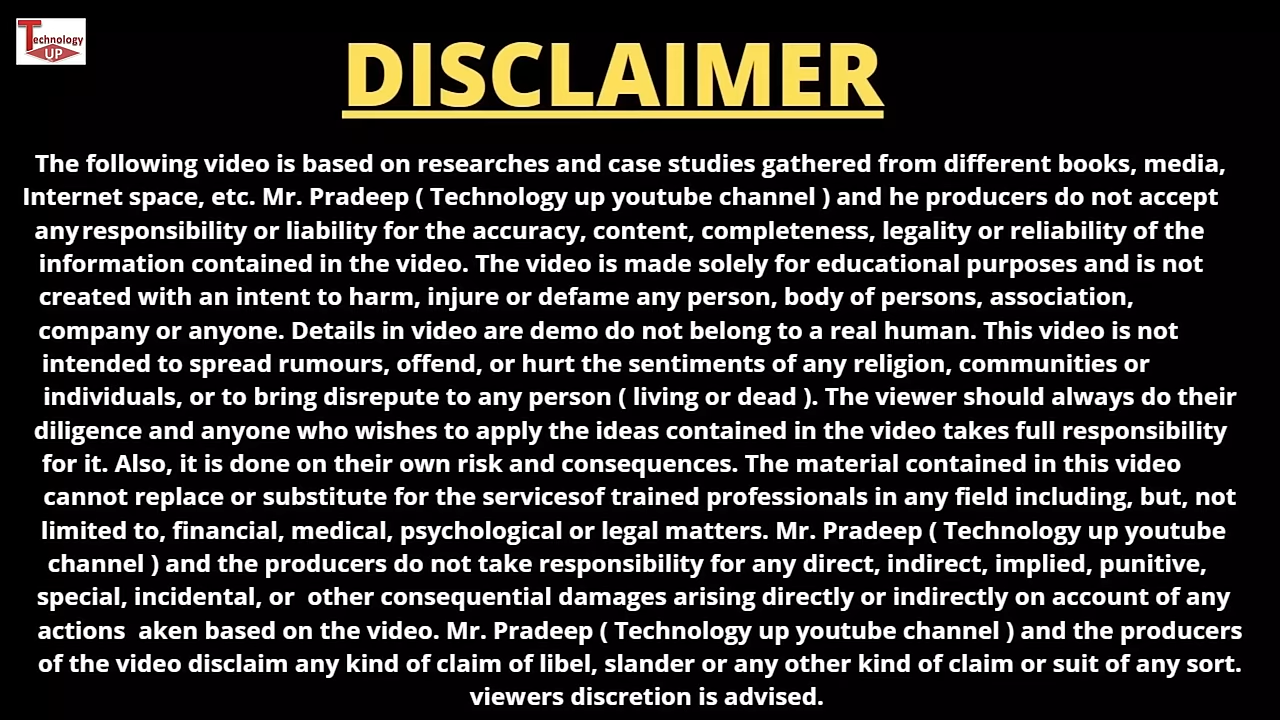 Technology
UP
DISCLAIMER
The following video is based on researches and case studies gathered from different books, media,
Internet space, etc. Mr. Pradeep ( Technology up youtube channel ) and he producers do not accept
any responsibility or liability for the accuracy, content, completeness, legality or reliability of the
information contained in the video. The video is made solely for educational purposes and is not
created with an intent to harm, injure or defame any person, body of persons, association,
company or anyone. Details in video are demo do not belong to a real human. This video is not
intended to spread rumours, offend, or hurt the sentiments of any religion, communities or
individuals, or to bring disrepute to any person ( living or dead ). The viewer should always do their
diligence and anyone who wishes to apply the ideas contained in the video takes full responsibility
for it. Also, it is done on their own risk and consequences. The material contained in this video
cannot replace or substitute for the servicesof trained professionals in any field including, but, not
limited to, financial, medical, psychological or legal matters. Mr. Pradeep ( Technology up youtube
channel ) and the producers do not take responsibility for any direct, indirect, implied, punitive,
special, incidental, or other consequential damages arising directly or indirectly on account of any
actions aken based on the video. Mr. Pradeep ( Technology up youtube channel ) and the producers
of the video disclaim any kind of claim of libel, slander or any other kind of claim or suit of any sort.
viewers discretion is advised.